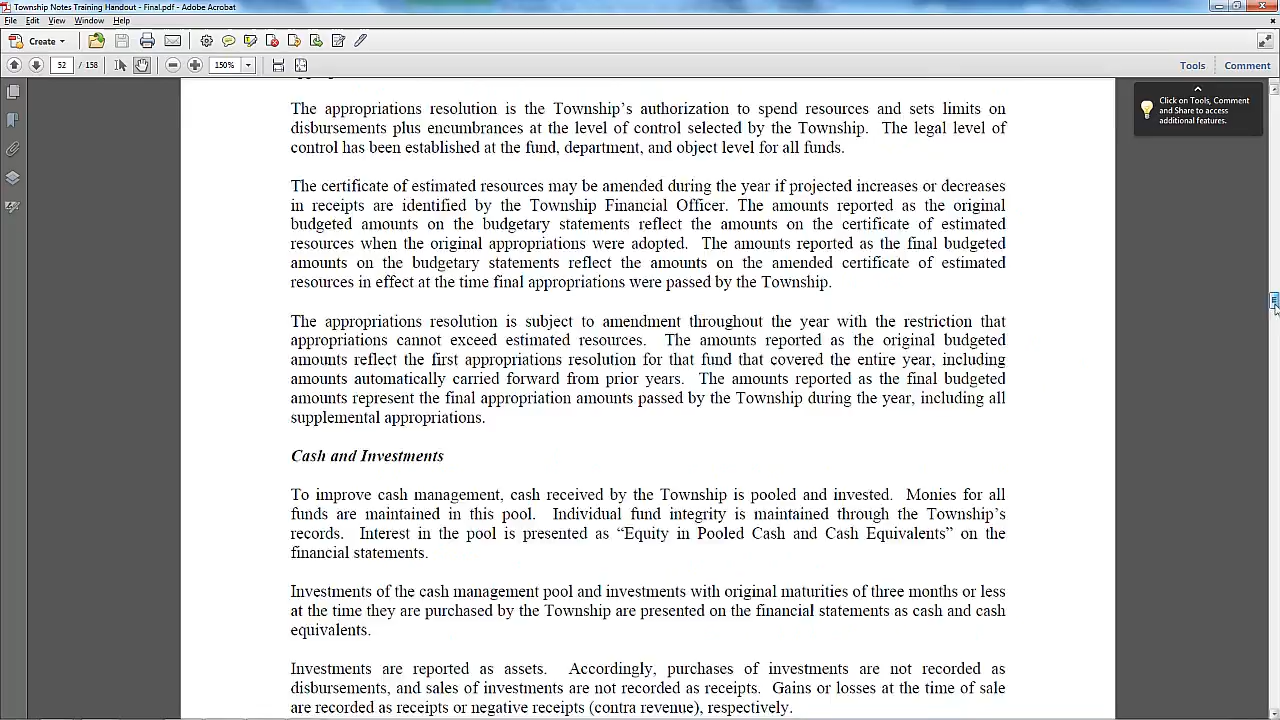 Township Notes Training Handout - Final.pdf - Adobe Acrobat
File Edit View Window Help
Create
52 / 158 150% Tools Comment
Click on Tools, Comment
and Share to access
additional features.
The appropriations resolution is the Township's authorization to spend resources and sets limits on
disbursements plus encumbrances at the level of control selected by the Township. The legal level of
control has been established at the fund, department, and object level for all funds.
The certificate of estimated resources may be amended during the year if projected increases or decreases
in receipts are identified by the Township Financial Officer. The amounts reported as the original
budgeted amounts on the budgetary statements reflect the amounts on the certificate of estimated
resources when the original appropriations were adopted. The amounts reported as the final budgeted
amounts on the budgetary statements reflect the amounts on the amended certificate of estimated
resources in effect at the time final appropriations were passed by the Township.
The appropriations resolution is subject to amendment throughout the year with the restriction that
appropriations cannot exceed estimated resources. The amounts reported as the original budgeted
amounts reflect the first appropriations resolution for that fund that covered the entire year, including
amounts automatically carried forward from prior years. The amounts reported as the final budgeted
amounts represent the final appropriation amounts passed by the Township during the year, including all
supplemental appropriations.
Cash and Investments
To improve cash management, cash received by the Township is pooled and invested. Monies for all
funds are maintained in this pool. Individual fund integrity is maintained through the Township's
records. Interest in the pool is presented as “Equity in Pooled Cash and Cash Equivalents” on the
financial statements.
Investments of the cash management pool and investments with original maturities of three months or less
at the time they are purchased by the Township are presented on the financial statements as cash and cash
equivalents.
Investments are reported as assets. Accordingly, purchases of investments are not recorded as
disbursements, and sales of investments are not recorded as receipts. Gains or losses at the time of sale
are recorded as receipts or negative receipts (contra revenue), respectively.